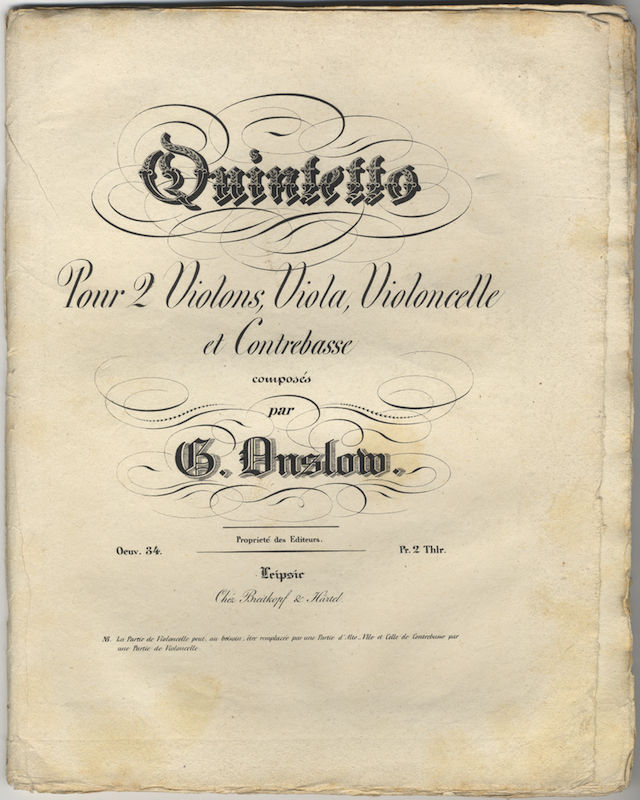 Quintetto
Pour 2 Violons, Viola, Violoncelle
et Contrebasse
composés
par
G. Onslow.
Proprieté des Editeurs.
Oeuv. 34. Pr. 2 Thlr.
Leipsic
Chéz Breitkopf & Härtel.
NB. La Partie de Violoncelle peut, au besoin, être remplacée par une Partie d'Alto-Vlle et Celle de Contrebasse par
une Partie de Violoncelle.